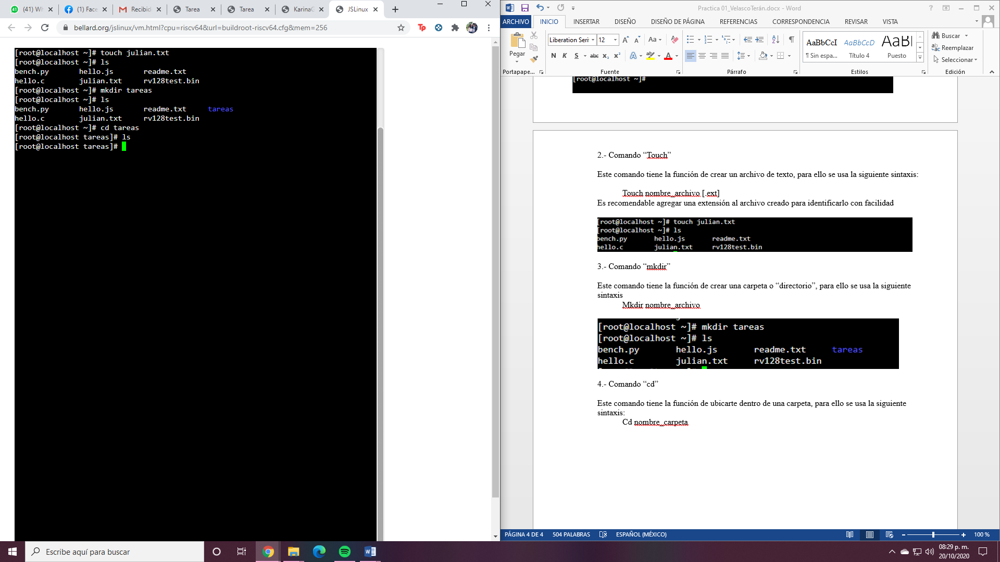 (41) Wh
(1) Face
Recibid
Tarea
Tarea
KarinaG
JSLinux
bellard.org/jslinux/vm.html?cpu=riscv64&url=buildroot-riscv64.cfg&mem=256
[root@localhost ~]# touch julian.txt
[root@localhost ~]# ls
bench.py hello.js readme.txt
hello.c julian.txt rv128test.bin
[root@localhost ~]# mkdir tareas
[root@localhost ~]# ls
bench.py hello.js readme.txt tareas
hello.c julian.txt rv128test.bin
[root@localhost ~]# cd tareas
[root@localhost tareas]# ls
[root@localhost tareas]#
Practica 01_VelascoTerán.docx - Word
ARCHIVO INICIO INSERTAR DISEÑO DISEÑO DE PÁGINA REFERENCIAS CORRESPONDENCIA REVISAR VISTA
Pegar
Portapape...
Liberation Seri 12
N K S abc x₂ x²
Fuente
Párrafo
AaBbCcI AaBbCcD AaBl
¶ Sin espa... Título 4 Puesto
Estilos
Buscar
Reemplazar
Seleccionar
Edición
[root@localhost ~]#
2.- Comando “Touch”
Este comando tiene la función de crear un archivo de texto, para ello se usa la siguiente sintaxis:
Touch nombre_archivo [.ext]
Es recomendable agregar una extensión al archivo creado para identificarlo con facilidad
[root@localhost ~]# touch julian.txt
[root@localhost ~]# ls
bench.py hello.js readme.txt
hello.c julian.txt rv128test.bin
3.- Comando “mkdir”
Este comando tiene la función de crear una carpeta o “directorio”, para ello se usa la siguiente
sintaxis
Mkdir nombre_archivo
[root@localhost ~]# mkdir tareas
[root@localhost ~]# ls
bench.py hello.js readme.txt tareas
hello.c julian.txt rv128test.bin
4.- Comando “cd”
Este comando tiene la función de ubicarte dentro de una carpeta, para ello se usa la siguiente
sintaxis:
Cd nombre_carpeta
PÁGINA 4 DE 4 504 PALABRAS ESPAÑOL (MÉXICO) 100 %
Escribe aquí para buscar
08:29 p. m.
20/10/2020